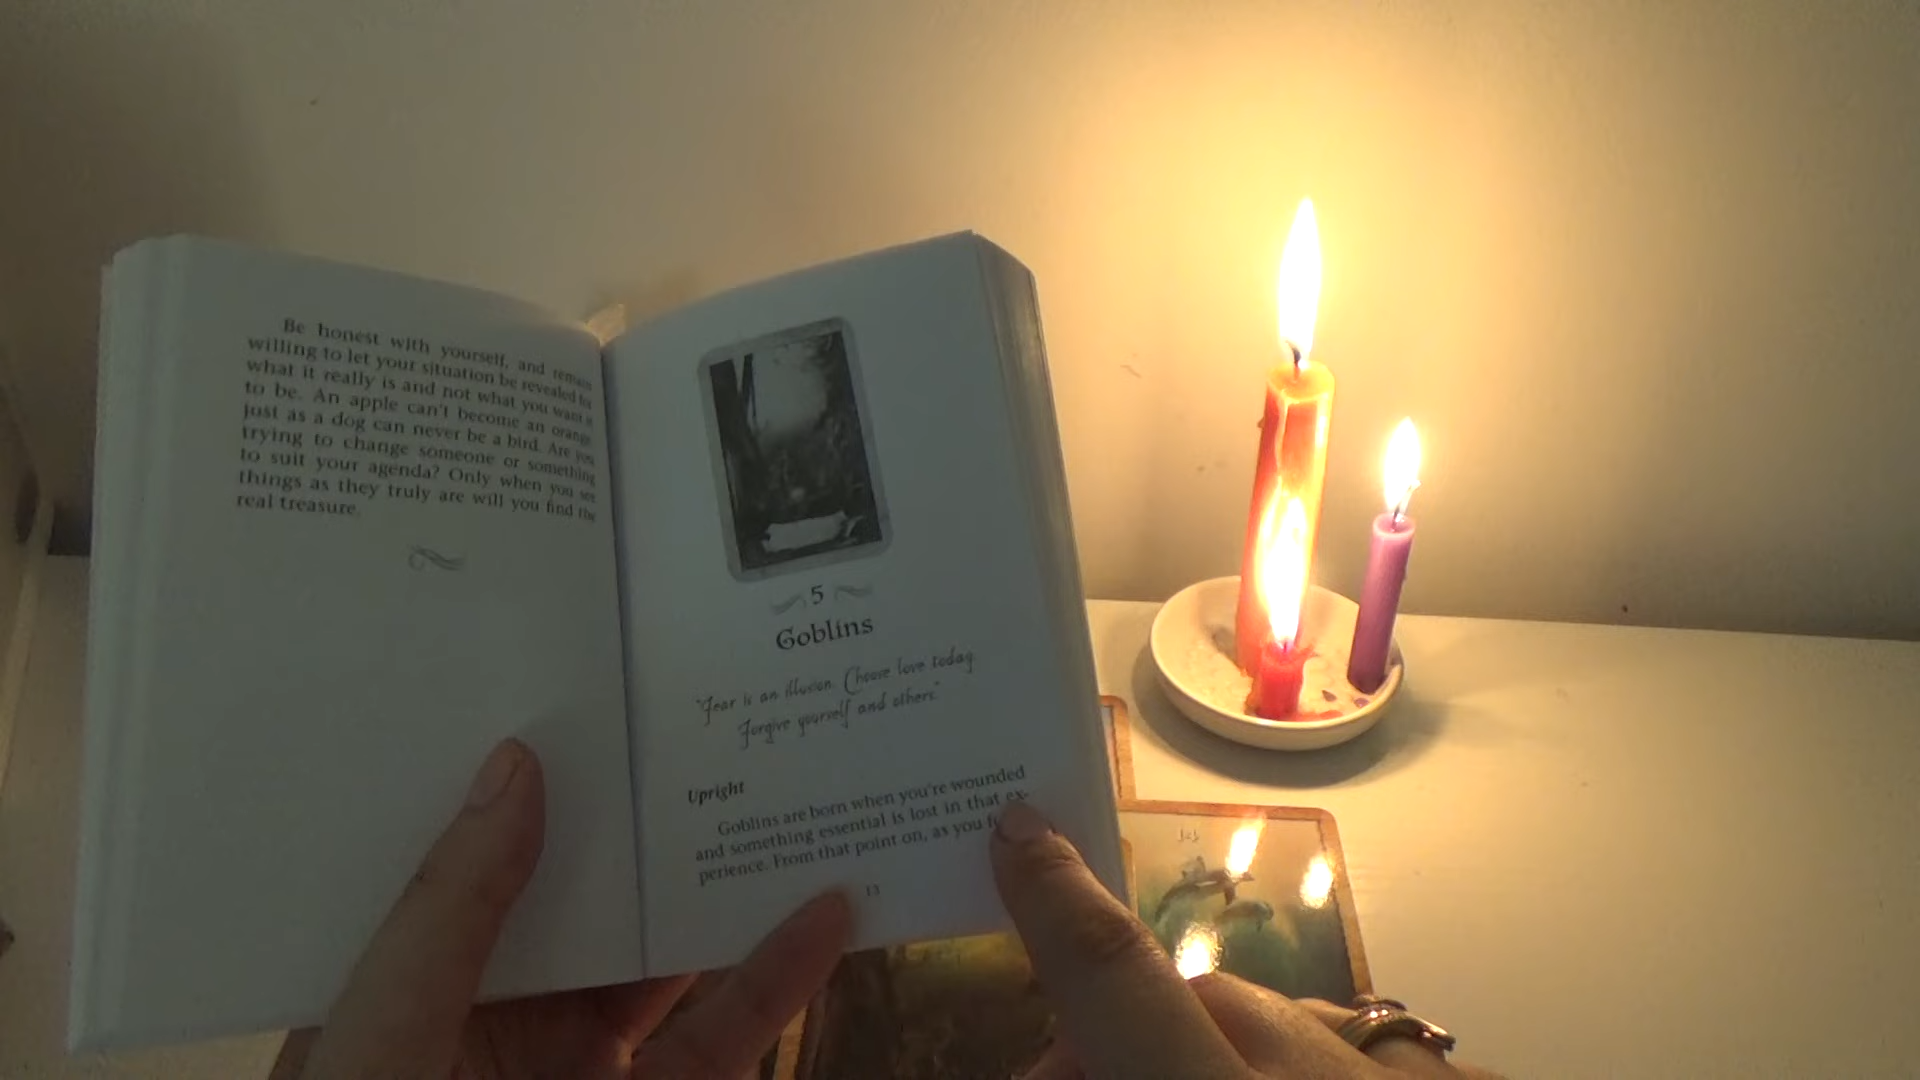 Be honest with yourself, and remain
willing to let your situation be revealed for
what it really is and not what you want it
to be. An apple can't become an orange,
just as a dog can never be a bird. Are you
trying to change someone or something
to suit your agenda? Only when you see
things as they truly are will you find the
real treasure.
5
Goblins
"Fear is an illusion. Choose love today.
Forgive yourself and others."
Upright
Goblins are born when you're wounded
and something essential is lost in that ex-
perience. From that point on, as you
13